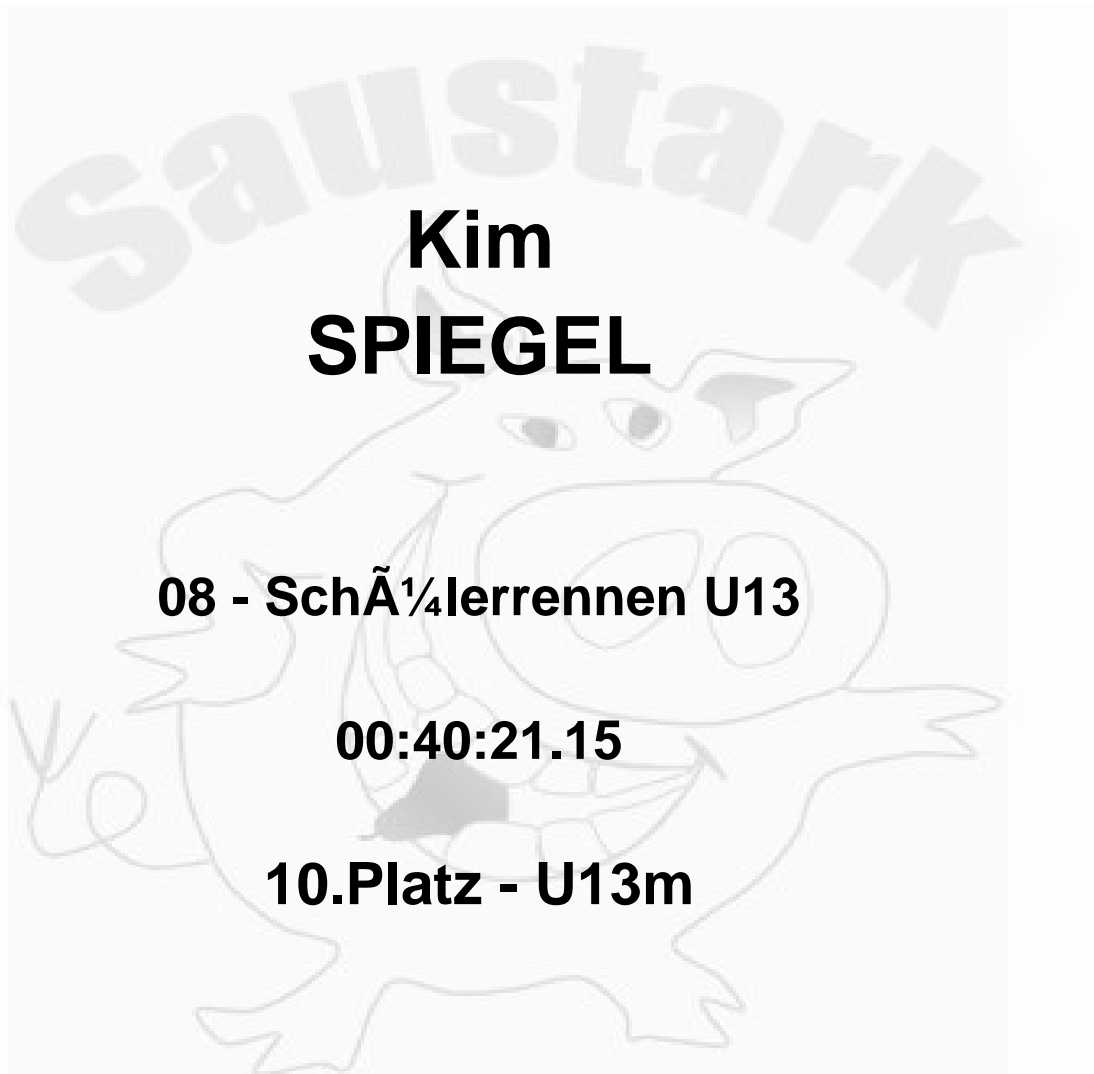 Saustark
Kim
SPIEGEL
08 - SchÃ¼lerrennen U13
00:40:21.15
10.Platz - U13m